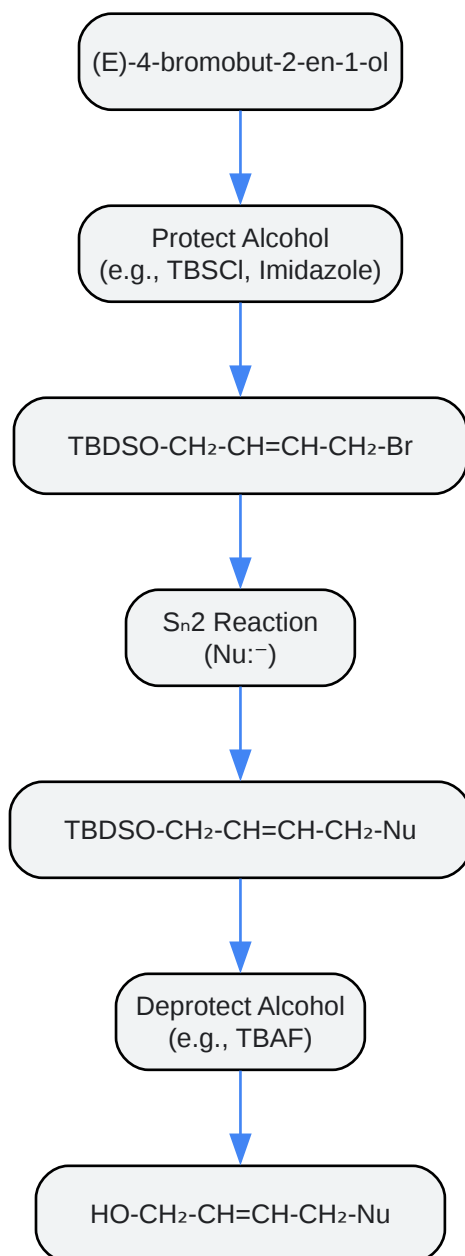 (E)-4-bromobut-2-en-1-ol
Protect Alcohol
(e.g., TBSCl, Imidazole)
TBDSO-CH₂-CH=CH-CH₂-Br
Sₙ2 Reaction
(Nu:⁻)
TBDSO-CH₂-CH=CH-CH₂-Nu
Deprotect Alcohol
(e.g., TBAF)
HO-CH₂-CH=CH-CH₂-Nu